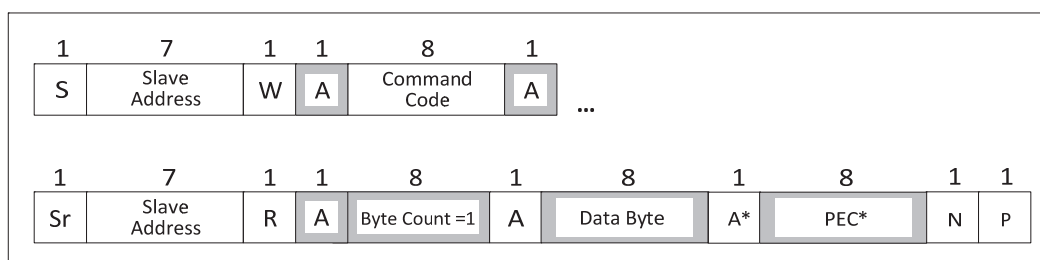 1 7 1 1 8 1
S Slave Address W A Command Code A ...
1 7 1 1 8 1 8 1 8 1 1
Sr Slave Address R A Byte Count =1 A Data Byte A* PEC* N P